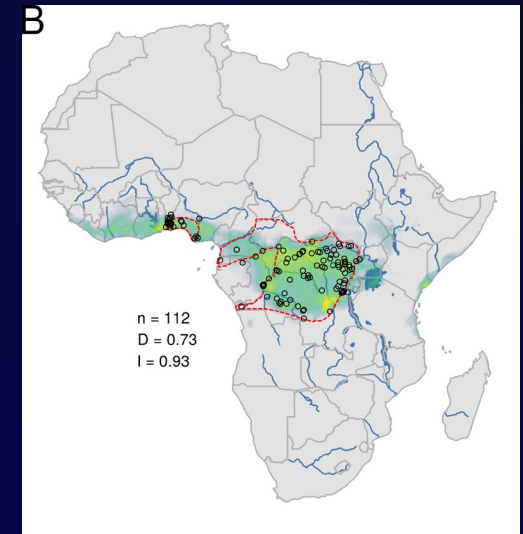 B
n = 112
D = 0.73
I = 0.93